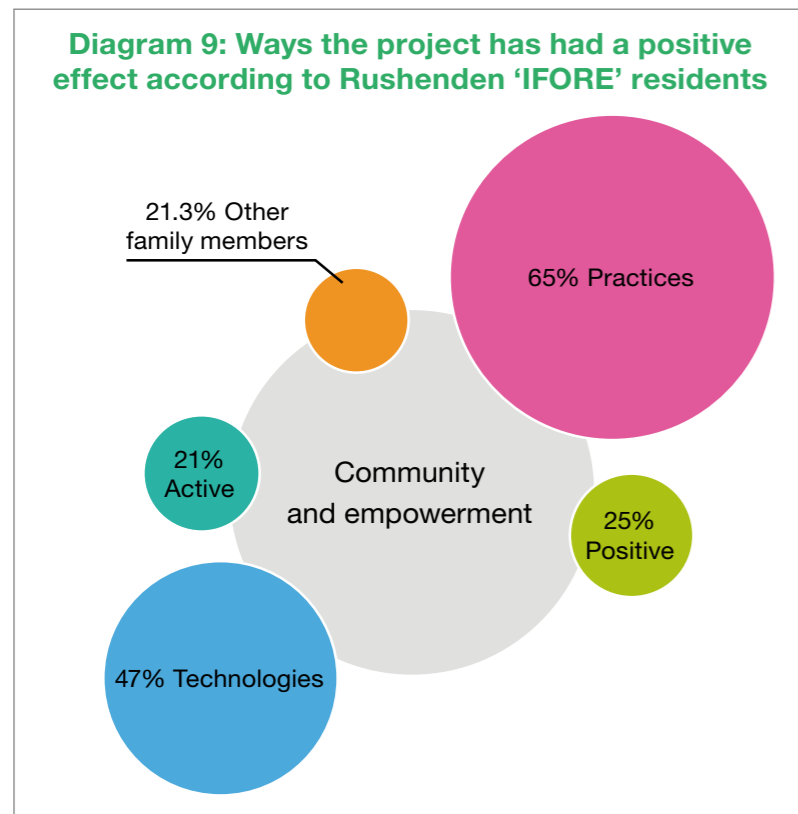 Diagram 9: Ways the project has had a positive
effect according to Rushenden ‘IFORE’ residents
21.3% Other
family members
65% Practices
21%
Active
Community
and empowerment
25%
Positive
47% Technologies